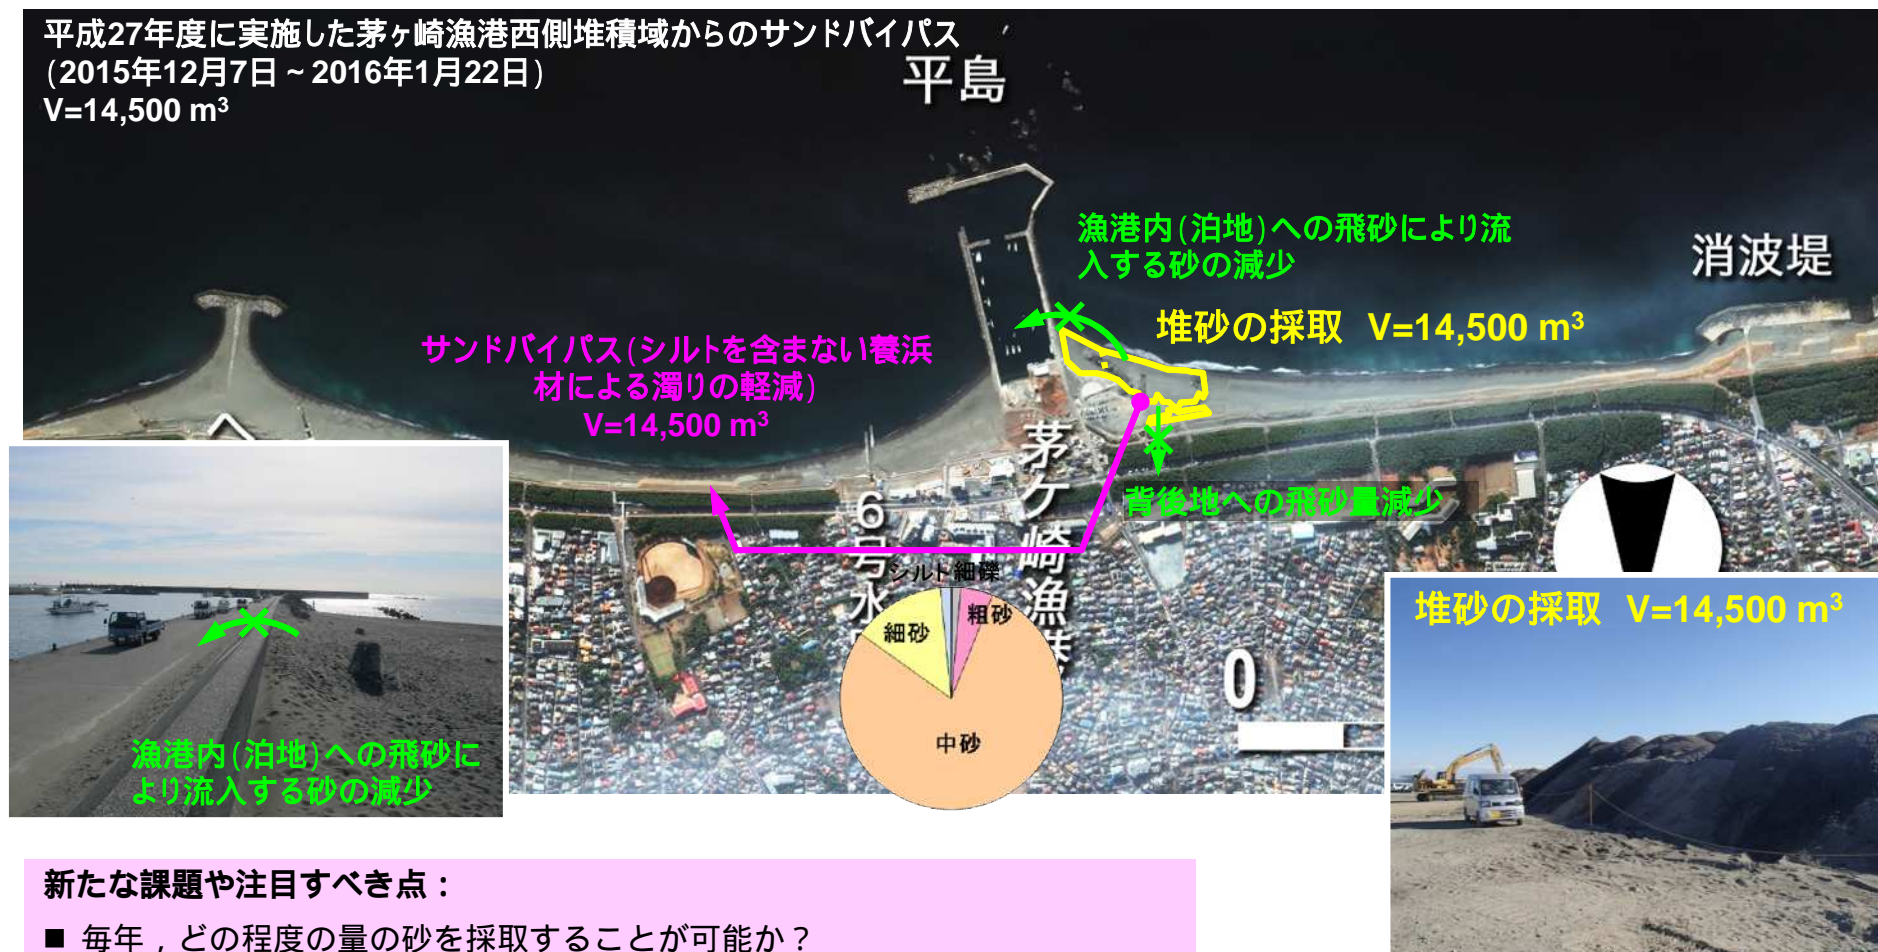 平成27年度に実施した茅ヶ崎漁港西側堆積域からのサンドバイパス
(2015年12月7日~2016年1月22日)
V=14,500 m³
平島
漁港内(泊地)への飛砂により流
入する砂の減少
消波堤
堆砂の採取 V=14,500 m³
サンドバイパス(シルトを含まない養浜
材による濁りの軽減)
V=14,500 m³
茅ケ崎漁港
背後地への飛砂量減少
6号水
シルト 細礫
粗砂
細砂
中砂
0
堆砂の採取 V=14,500 m³
漁港内(泊地)への飛砂に
より流入する砂の減少
新たな課題や注目すべき点:
■ 毎年,どの程度の量の砂を採取することが可能か?